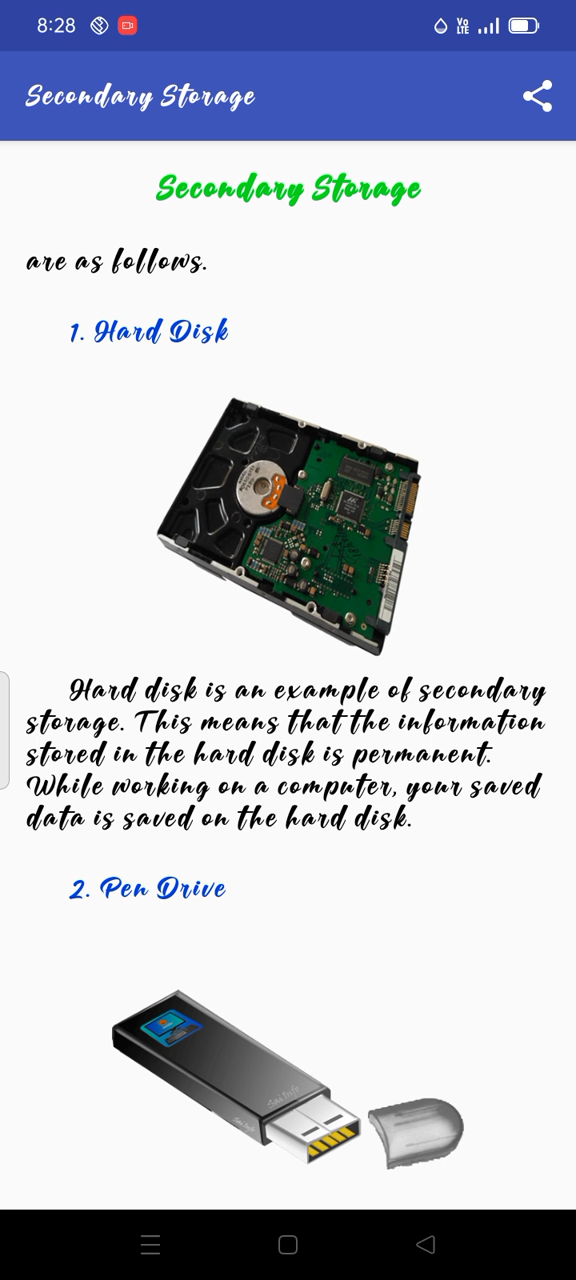 8:28
Vo
LTE
Secondary Storage
Secondary Storage
are as follows.
1. Hard Disk
Hard disk is an example of secondary
storage. This means that the information
stored in the hard disk is permanent.
While working on a computer, your saved
data is saved on the hard disk.
2. Pen Drive